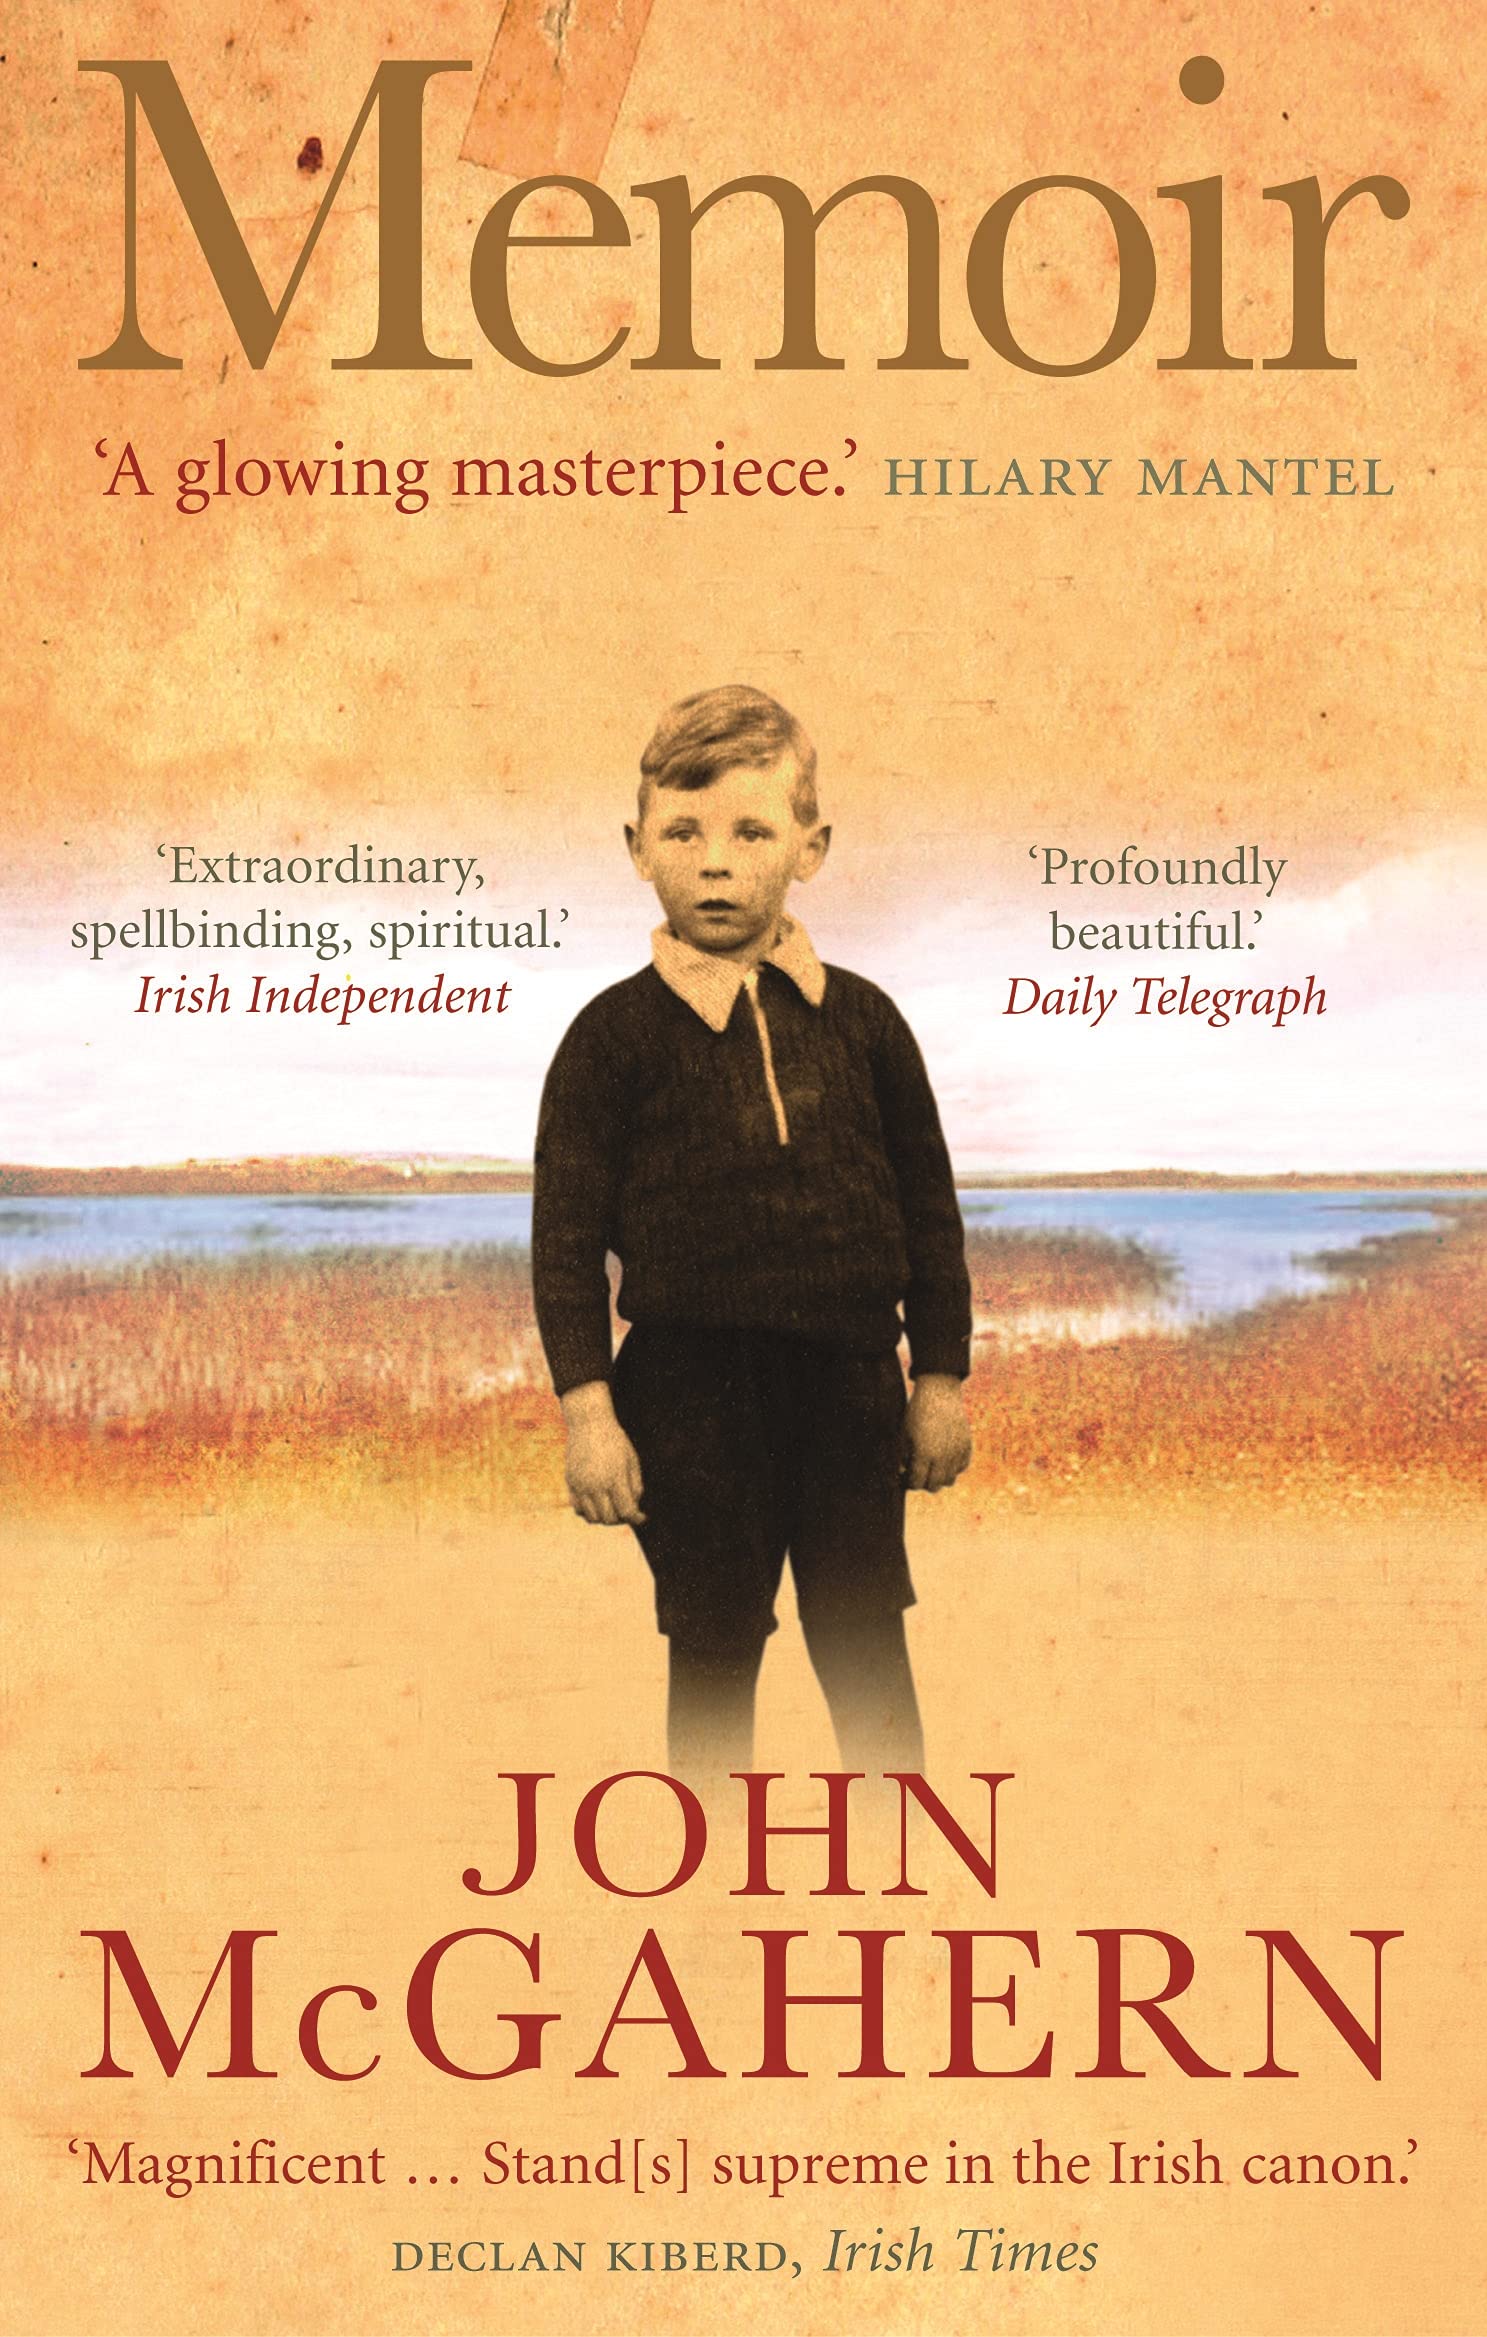 Memoir
‘A glowing masterpiece.’ HILARY MANTEL
‘Extraordinary,
spellbinding, spiritual.’
Irish Independent
‘Profoundly
beautiful.’
Daily Telegraph
JOHN
McGAHERN
‘Magnificent … Stand[s] supreme in the Irish canon.’
DECLAN KIBERD, Irish Times